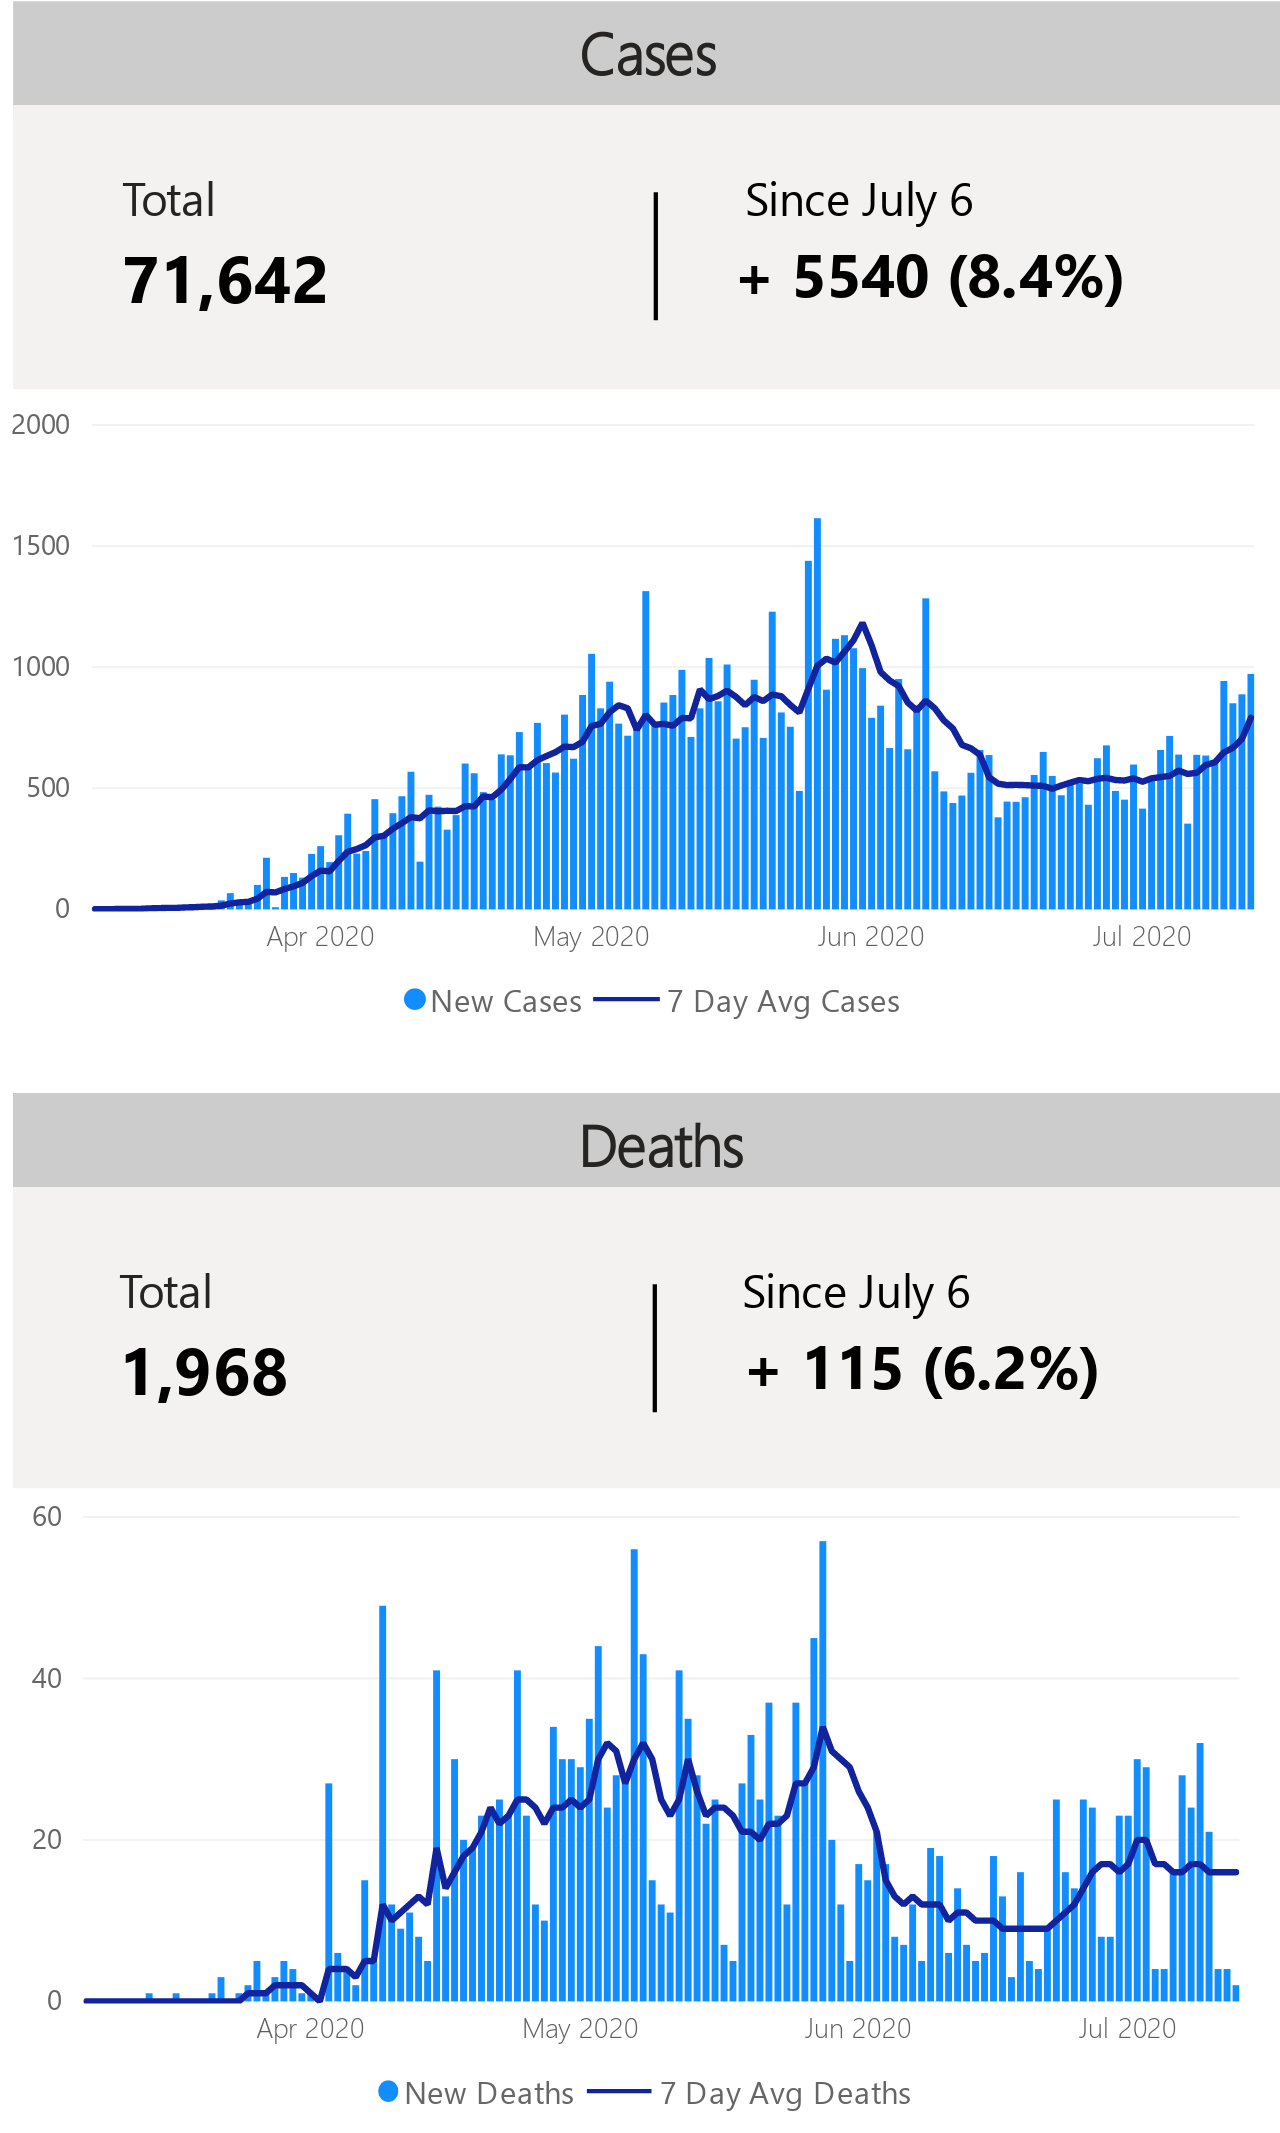 Cases
Total
Since July 6
71,642
+ 5540 (8.4%)
2000
1500
1000
500
0
Apr 2020
May 2020
Jun 2020
Jul 2020
New Cases
7 Day Avg Cases
Deaths
Total
Since July 6
1,968
+ 115 (6.2%)
60
40
20
0
Apr 2020
May 2020
Jun 2020
Jul 2020
New Deaths
7 Day Avg Deaths